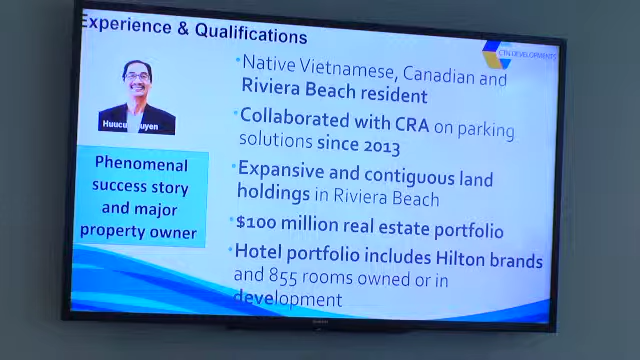 Experience & Qualifications
CTN DEVELOPMENTS
Native Vietnamese, Canadian and
Riviera Beach resident
Collaborated with CRA on parking
solutions since 2013
Expansive and contiguous land
holdings in Riviera Beach
$100 million real estate portfolio
Hotel portfolio includes Hilton brands
and 855 rooms owned or in
development
Phenomenal
success story
and major
property owner